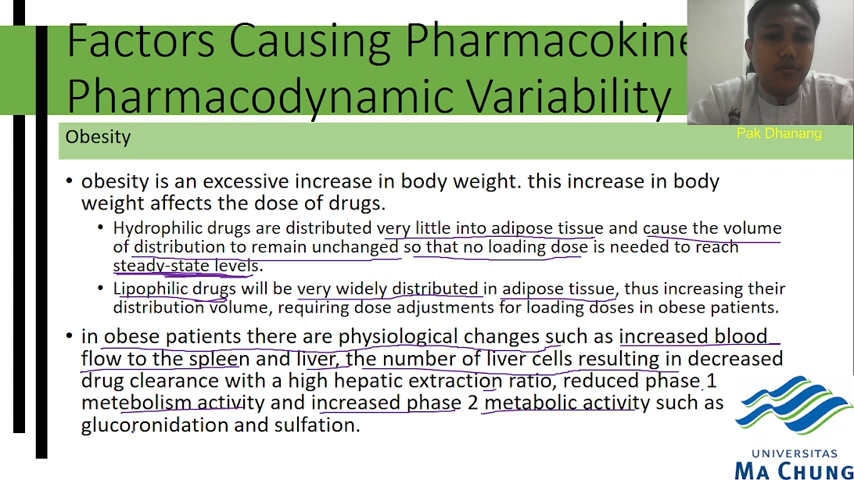 Factors Causing Pharmacokine
Pharmacodynamic Variability
Pak Dhanang
Obesity
• obesity is an excessive increase in body weight. this increase in body
weight affects the dose of drugs.
• Hydrophilic drugs are distributed very little into adipose tissue and cause the volume
of distribution to remain unchanged so that no loading dose is needed to reach
steady-state levels.
• Lipophilic drugs will be very widely distributed in adipose tissue, thus increasing their
distribution volume, requiring dose adjustments for loading doses in obese patients.
• in obese patients there are physiological changes such as increased blood
flow to the spleen and liver, the number of liver cells resulting in decreased
drug clearance with a high hepatic extraction ratio, reduced phase 1
metebolism activity and increased phase 2 metabolic activity such as
glucoronidation and sulfation.
UNIVERSITAS
MA CHUNG